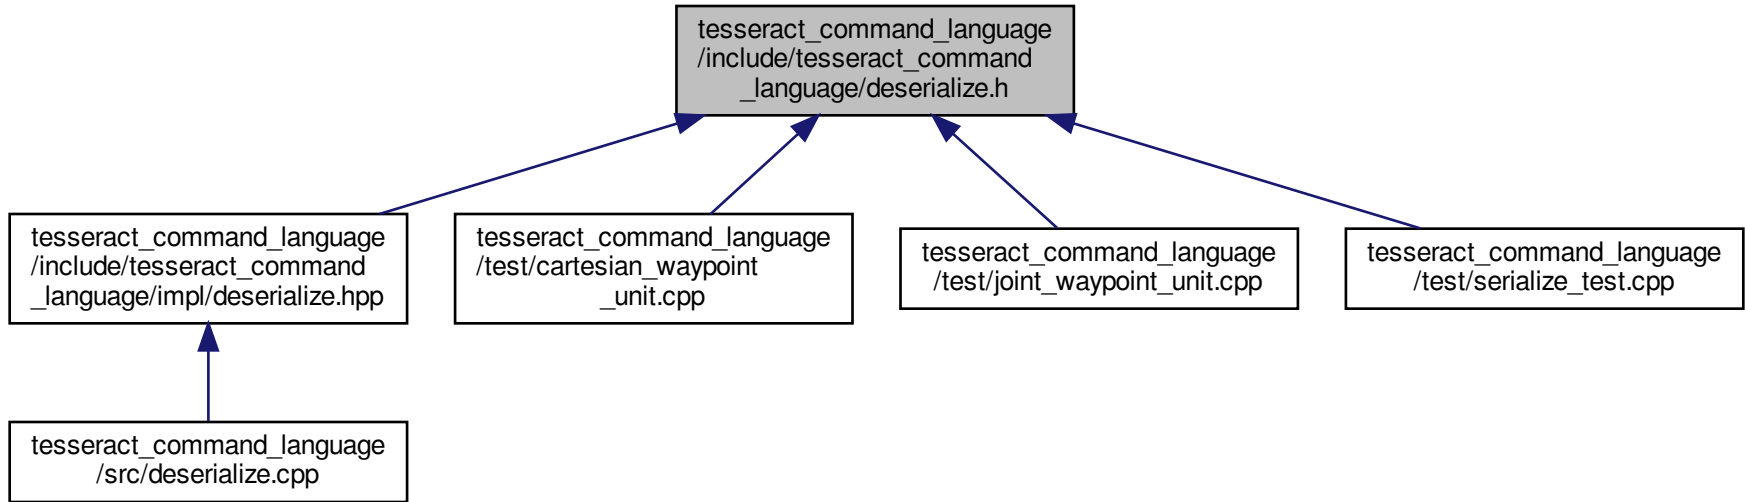 tesseract_command_language
/include/tesseract_command
_language/deserialize.h
tesseract_command_language
/include/tesseract_command
_language/impl/deserialize.hpp
tesseract_command_language
/test/cartesian_waypoint
_unit.cpp
tesseract_command_language
/test/joint_waypoint_unit.cpp
tesseract_command_language
/test/serialize_test.cpp
tesseract_command_language
/src/deserialize.cpp